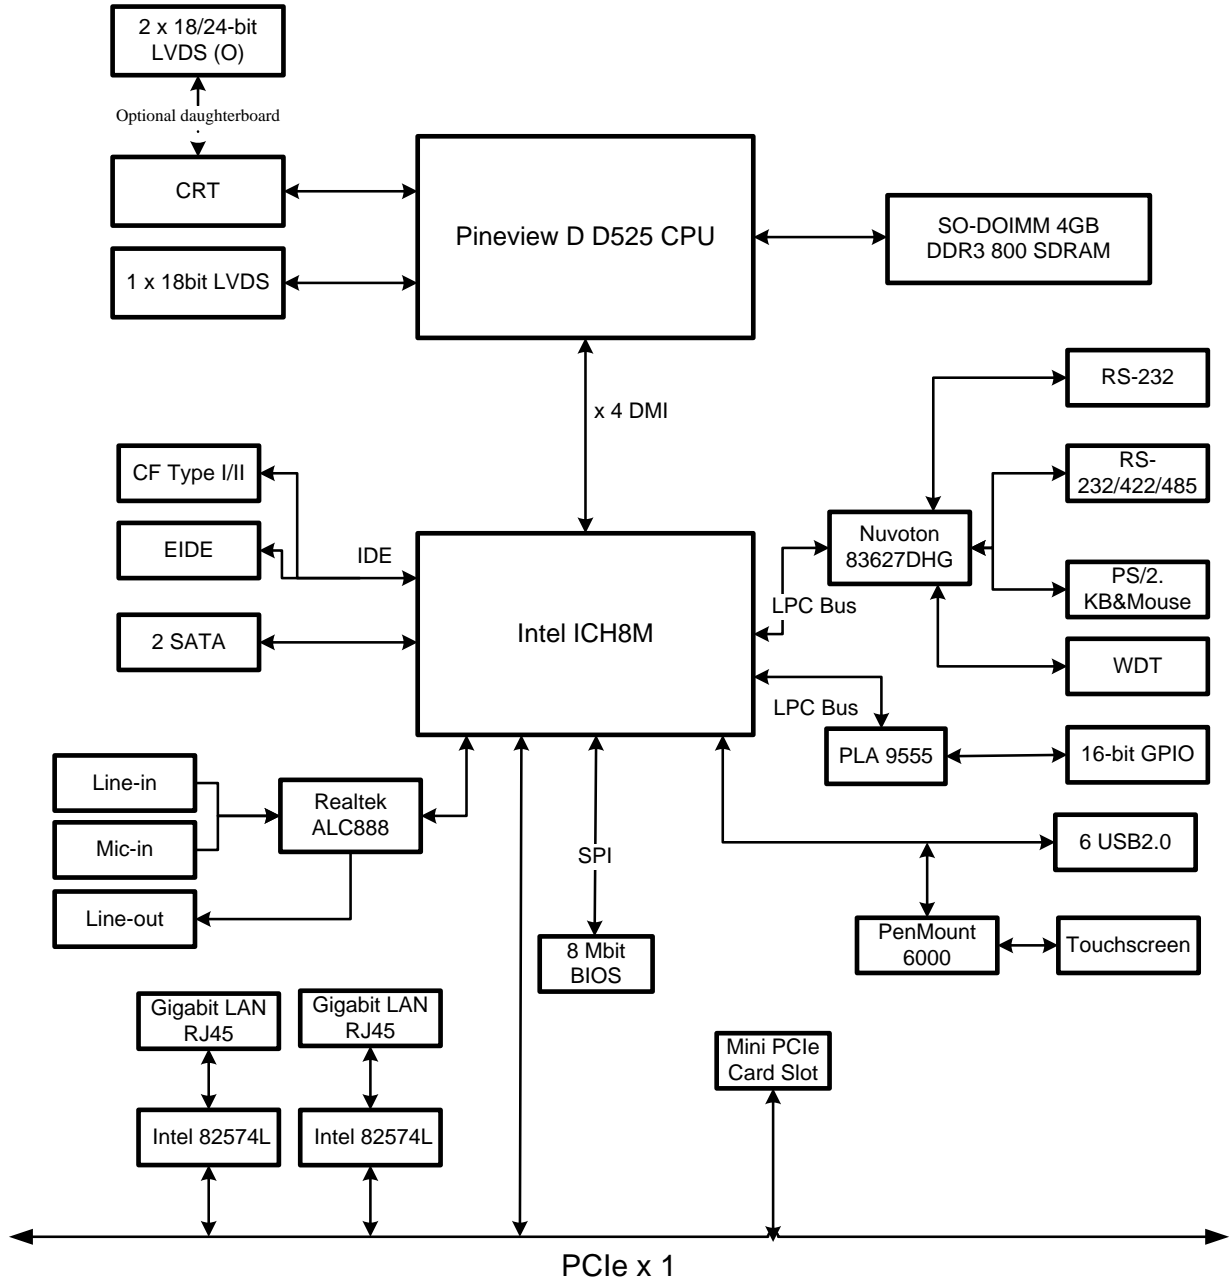 2 x 18/24-bit
LVDS (O)
Optional daughterboard
CRT
1 x 18bit LVDS
Pineview D D525 CPU
SO-DOIMM 4GB
DDR3 800 SDRAM
x 4 DMI
RS-232
RS-
232/422/485
CF Type I/II
EIDE
IDE
2 SATA
Intel ICH8M
LPC Bus
Nuvoton
83627DHG
PS/2.
KB&Mouse
WDT
LPC Bus
PLA 9555
16-bit GPIO
Line-in
Mic-in
Line-out
Realtek
ALC888
SPI
8 Mbit
BIOS
6 USB2.0
PenMount
6000
Touchscreen
Gigabit LAN
RJ45
Gigabit LAN
RJ45
Mini PCIe
Card Slot
Intel 82574L
Intel 82574L
PCIe x 1